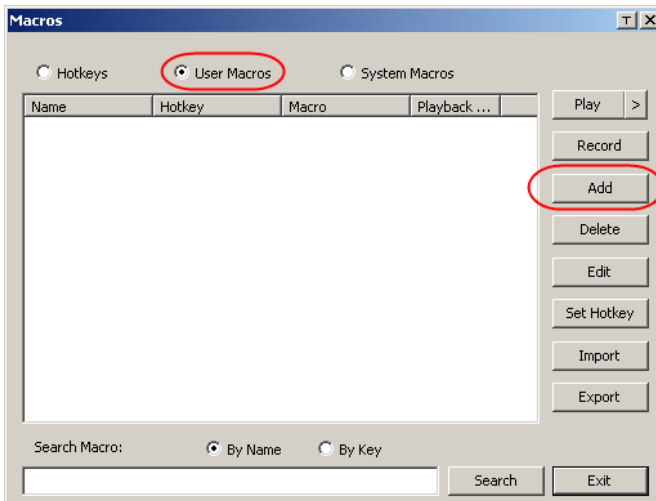 Macros
Hotkeys User Macros System Macros
Name Hotkey Macro Playback ...
Play >
Record
Add
Delete
Edit
Set Hotkey
Import
Export
Search Macro: By Name By Key
Search Exit